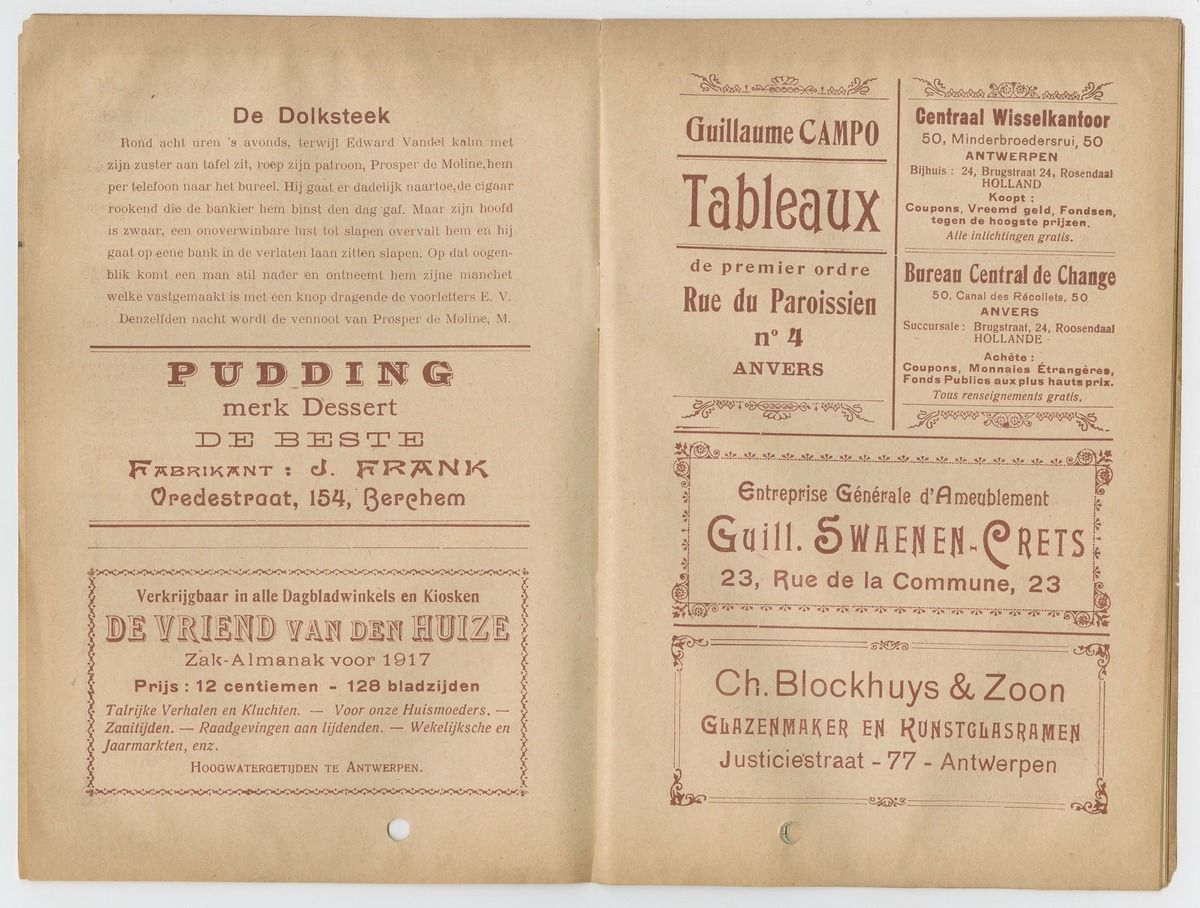 De Dolksteek
Rond acht uren 's avonds, terwijl Edward Vandel kalm met
zijn zuster aan tafel zit, roep zijn patroon, Prosper de Moline, hem
per telefoon naar het bureel. Hij gaat er dadelijk naartoe, de cigaar
rookend die de bankier hem binst den dag gaf. Maar zijn hoofd
is zwaar, een onoverwinbare lust tot slapen overvalt hem en hij
gaat op eene bank in de verlaten laan zitten slapen. Op dat oogen-
blik komt een man stil nader en ontneemt hem zijne manchet
welke vastgemaakt is met een knop dragende de voorletters E. V.
Denzelfden nacht wordt de vennoot van Prosper de Moline, M.
PUDDING
merk Dessert
DE BESTE
FABRIKANT : J. FRANK
Vredestraat, 154, Berchem
Verkrijgbaar in alle Dagbladwinkels en Kiosken
DE VRIEND VAN DEN HUIZE
Zak-Almanak voor 1917
Prijs : 12 centiemen - 128 bladzijden
Talrijke Verhalen en Kluchten. — Voor onze Huismoeders. —
Zaaitijden. — Raadgevingen aan lijdenden. — Wekelijksche en
Jaarmarkten, enz.
HOOGWATERGETIJDEN TE ANTWERPEN.
Guillaume CAMPO
Tableaux
de premier ordre
Rue du Paroissien
n° 4
ANVERS
Centraal Wisselkantoor
50, Minderbroedersrui, 50
ANTWERPEN
Bijhuis : 24, Brugstraat 24, Rosendaal
HOLLAND
Koopt :
Coupons, Vreemd geld, Fondsen,
tegen de hoogste prijzen.
Alle inlichtingen gratis.
Bureau Central de Change
50, Canal des Récollets, 50
ANVERS
Succursale : Brugstraat, 24, Roosendaal
HOLLANDE
Achète :
Coupons, Monnaies Étrangères,
Fonds Publics aux plus hauts prix.
Tous renseignements gratis.
Entreprise Générale d'Ameublement
Guill. SWAENEN-CRETS
23, Rue de la Commune, 23
Ch. Blockhuys & Zoon
GLAZENMAKER EN KUNSTGLASRAMEN
Justiciestraat - 77 - Antwerpen